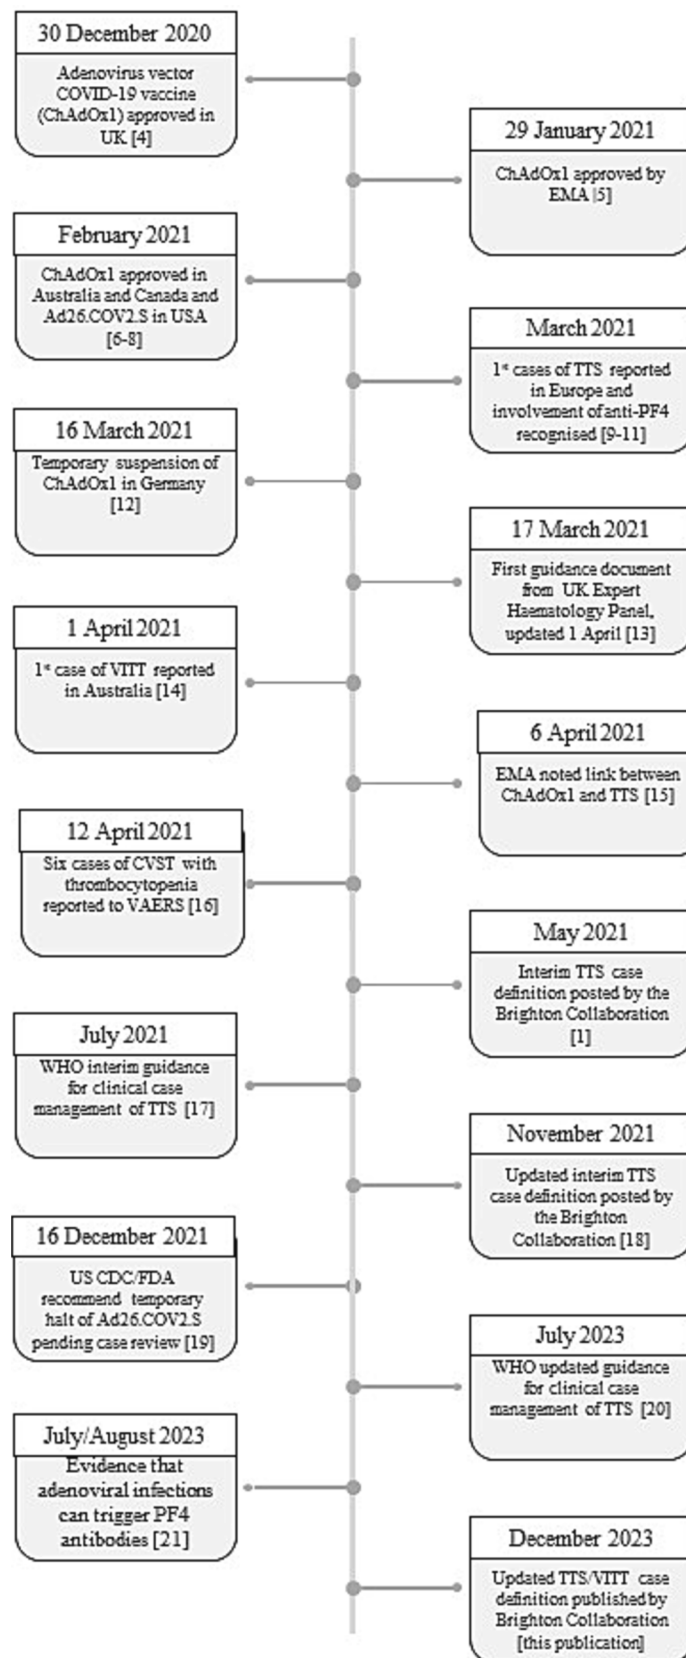 30 December 2020
Adenovirus vector
COVID-19 vaccine
(ChAdOx1) approved in
UK [4]
29 January 2021
ChAdOx1 approved by
EMA [5]
February 2021
ChAdOx1 approved in
Australia and Canada and
Ad26.COV2.S in USA
[6-8]
March 2021
1st cases of TTS reported
in Europe and
involvement of anti-PF4
recognised [9-11]
16 March 2021
Temporary suspension of
ChAdOx1 in Germany
[12]
17 March 2021
First guidance document
from UK Expert
Haematology Panel,
updated 1 April [13]
1 April 2021
1st case of VITT reported
in Australia [14]
6 April 2021
EMA noted link between
ChAdOx1 and TTS [15]
12 April 2021
Six cases of CVST with
thrombocytopenia
reported to VAERS [16]
May 2021
Interim TTS case
definition posted by the
Brighton Collaboration
[1]
July 2021
WHO interim guidance
for clinical case
management of TTS [17]
November 2021
Updated interim TTS
case definition posted by
the Brighton
Collaboration [18]
16 December 2021
US CDC/FDA
recommend temporary
halt of Ad26.COV2.S
pending case review [19]
July 2023
WHO updated guidance
for clinical case
management of TTS [20]
July/August 2023
Evidence that
adenoviral infections
can trigger PF4
antibodies [21]
December 2023
Updated TTS/VITT case
definition published by
Brighton Collaboration
[this publication]